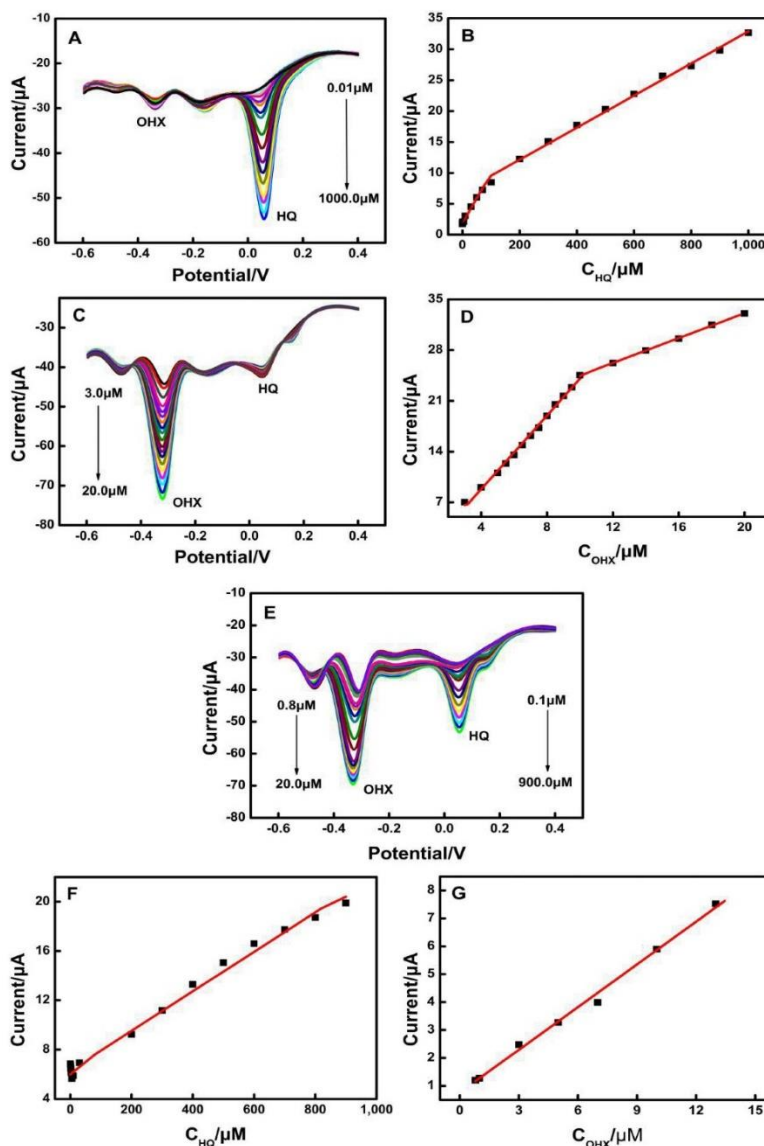 A
Current/µA
-10
-20
-30
-40
-50
-60
OHX
HQ
0.01µM
1000.0µM
-0.6 -0.4 -0.2 0.0 0.2 0.4
Potential/V
B
Current/µA
35
30
25
20
15
10
5
0
0 200 400 600 800 1,000
C_HQ/µM
C
Current/µA
-30
-40
-50
-60
-70
-80
3.0µM
20.0µM
OHX
HQ
-0.6 -0.4 -0.2 0.0 0.2 0.4
Potential/V
D
Current/µA
35
28
21
14
7
4 8 12 16 20
C_OHX/µM
E
Current/µA
-10
-20
-30
-40
-50
-60
-70
-80
0.8µM
20.0µM
OHX
HQ
0.1µM
900.0µM
-0.6 -0.4 -0.2 0.0 0.2 0.4
Potential/V
F
Current/µA
20
16
12
8
4
0 200 400 600 800 1,000
C_HQ/µM
G
Current/µA
8
7
6
5
4
3
2
1
0 3 6 9 12 15
C_OHX/µM